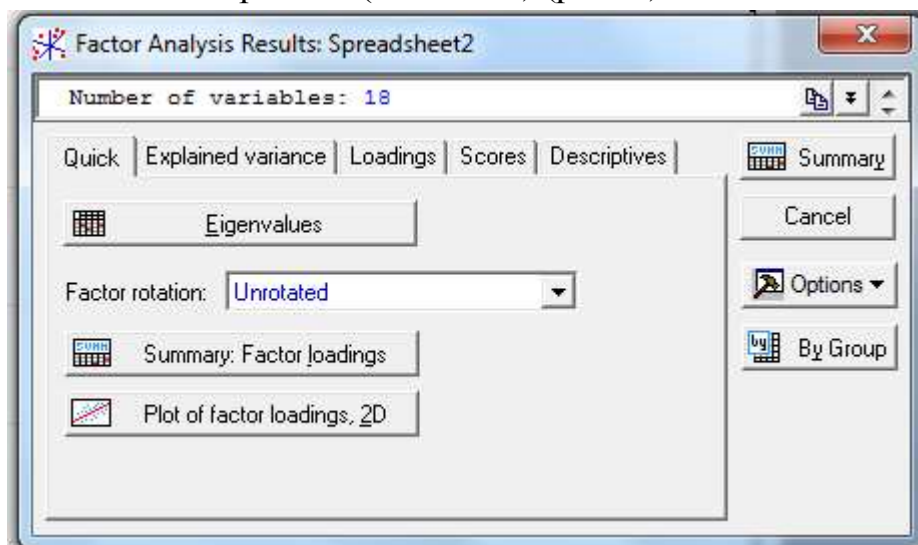 Factor Analysis Results: Spreadsheet2
Number of variables: 18
Quick Explained variance Loadings Scores Descriptives
Summary
Eigenvalues
Cancel
Factor rotation: Unrotated
Options
Summary: Factor loadings
By Group
Plot of factor loadings, 2D